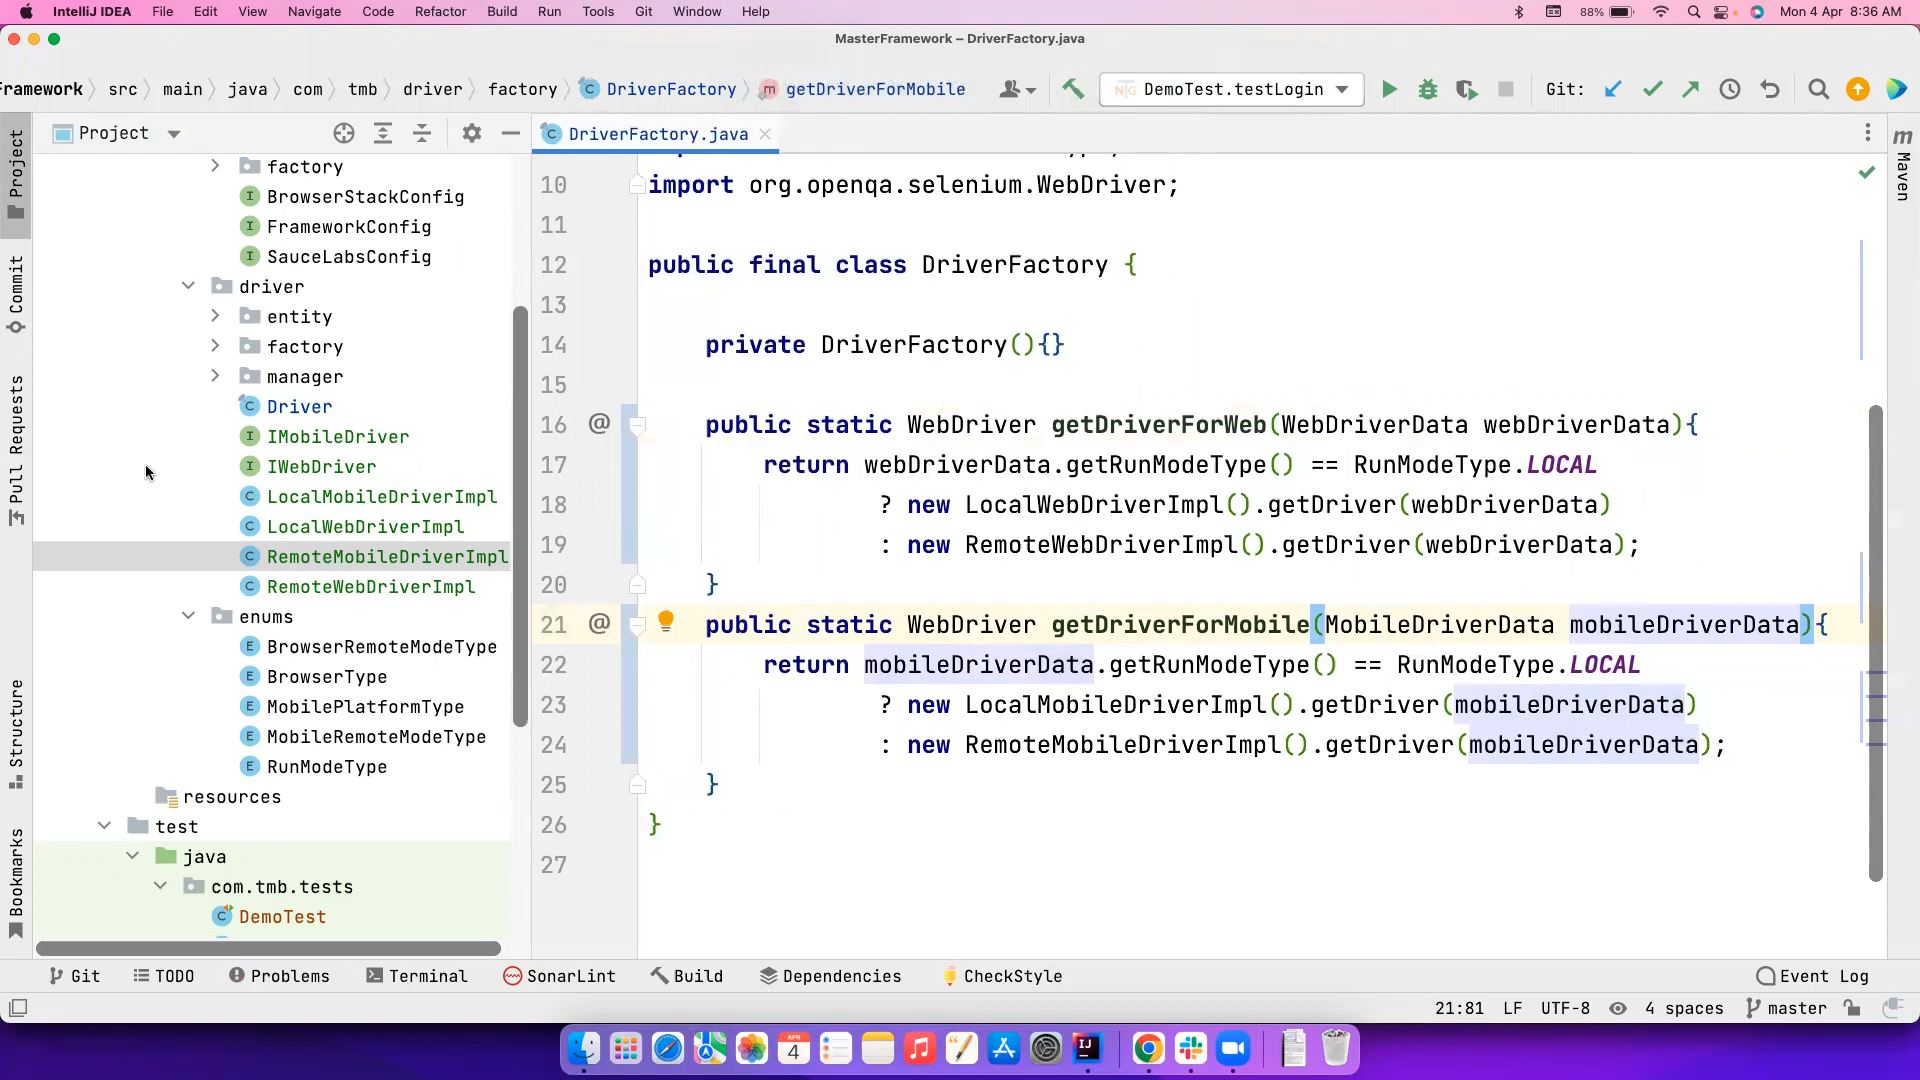 IntelliJ IDEA File Edit View Navigate Code Refactor Build Run Tools Git Window Help 88% Mon 4 Apr 8:36 AM
MasterFramework – DriverFactory.java
Framework src main java com tmb driver factory DriverFactory getDriverForMobile DemoTest.testLogin Git:
Project
DriverFactory.java
Project
Commit
Pull Requests
Structure
Bookmarks
factory
BrowserStackConfig
FrameworkConfig
SauceLabsConfig
driver
entity
factory
manager
Driver
IMobileDriver
IWebDriver
LocalMobileDriverImpl
LocalWebDriverImpl
RemoteMobileDriverImpl
RemoteWebDriverImpl
enums
BrowserRemoteModeType
BrowserType
MobilePlatformType
MobileRemoteModeType
RunModeType
resources
test
java
com.tmb.tests
DemoTest
10 import org.openqa.selenium.WebDriver;
11
12 public final class DriverFactory {
13
14 private DriverFactory(){}
15
16 @ public static WebDriver getDriverForWeb(WebDriverData webDriverData){
17 return webDriverData.getRunModeType() == RunModeType.LOCAL
18 ? new LocalWebDriverImpl().getDriver(webDriverData)
19 : new RemoteWebDriverImpl().getDriver(webDriverData);
20 }
21 @ public static WebDriver getDriverForMobile(MobileDriverData mobileDriverData){
22 return mobileDriverData.getRunModeType() == RunModeType.LOCAL
23 ? new LocalMobileDriverImpl().getDriver(mobileDriverData)
24 : new RemoteMobileDriverImpl().getDriver(mobileDriverData);
25 }
26 }
27
m Maven
Git TODO Problems Terminal SonarLint Build Dependencies CheckStyle Event Log
21:81 LF UTF-8 4 spaces master
APR
4
IJ